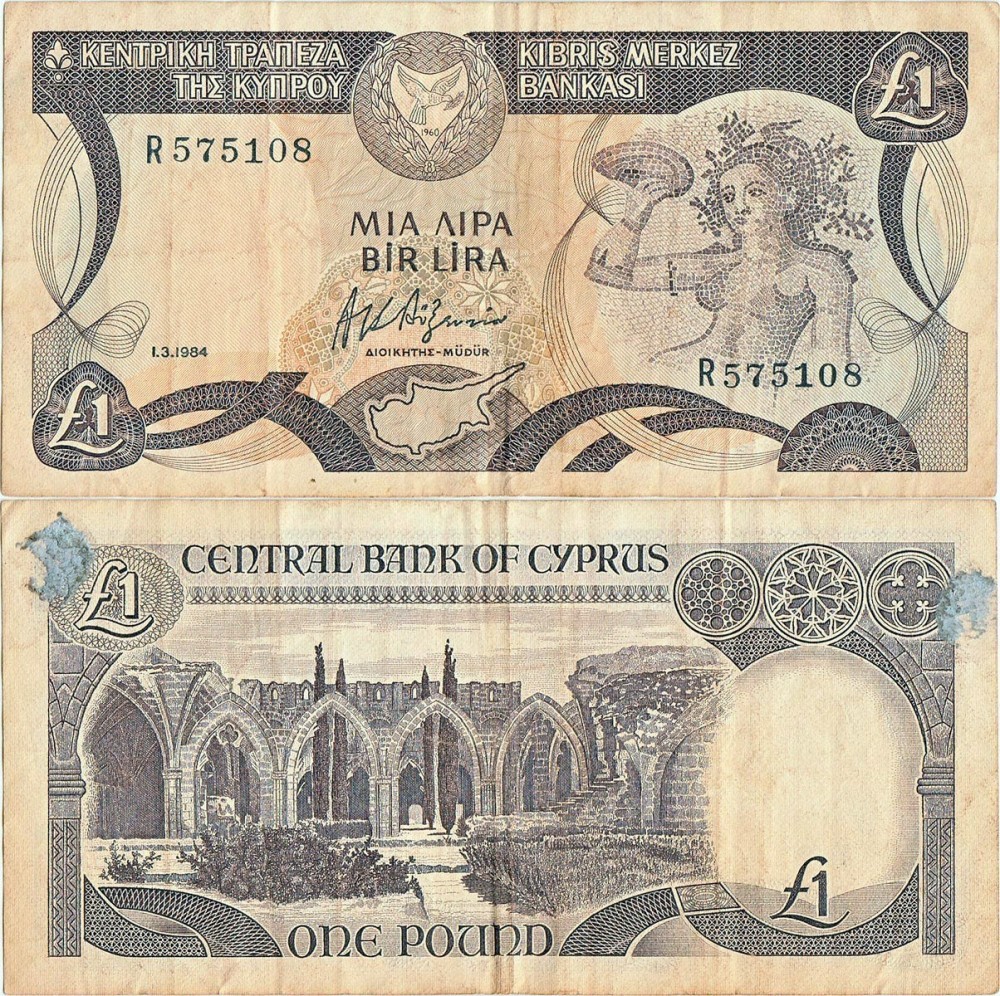 ΚΕΝΤΡΙΚΗ ΤΡΑΠΕΖΑ
ΤΗΣ ΚΥΠΡΟΥ
KIBRIS MERKEZ
BANKASI
£1
1960
R575108
ΜΙΑ ΛΙΡΑ
BİR LİRA
ΔΙΟΙΚΗΤΗΣ-MÜDÜR
1.3.1984
R575108
£1
CENTRAL BANK OF CYPRUS
£1
£1
ONE POUND